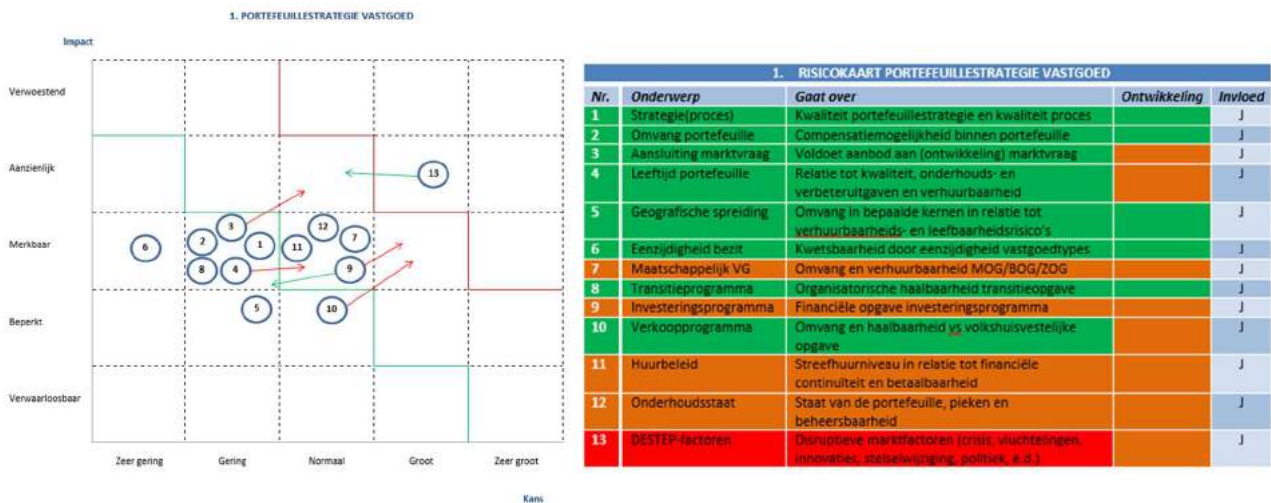 1. PORTEFEUILLESTRATEGIE VASTGOED
Impact
Verwoestend
Aanzienlijk
13
Merkbaar
3
12
2
1
11
7
6
8
4
9
Beperkt
5
10
Verwaarloosbaar
Zeer gering
Gering
Normaal
Groot
Zeer groot
Kans
1. RISICOKAART PORTEFEUILLESTRATEGIE VASTGOED
Nr. Onderwerp Gaat over Ontwikkeling Invloed
1 Strategie(proces) Kwaliteit portefeuillestrategie en kwaliteit proces J
2 Omvang portefeuille Compensatiemogelijkheid binnen portefeuille J
3 Aansluiting marktvraag Voldoet aanbod aan (ontwikkeling) marktvraag J
4 Leeftijd portefeuille Relatie tot kwaliteit, onderhouds- en J
verbeteruitgaven en verhuurbaarheid
5 Geografische spreiding Omvang in bepaalde kernen in relatie tot J
verhuurbaarheids- en leefbaarheidsrisico's
6 Eenzijdigheid bezit Kwetsbaarheid door eenzijdigheid vastgoedtypes J
7 Maatschappelijk VG Omvang en verhuurbaarheid MOG/BOG/ZOG J
8 Transitieprogramma Organisatorische haalbaarheid transitieopgave J
9 Investeringsprogramma Financiële opgave investeringsprogramma J
10 Verkoopprogramma Omvang en haalbaarheid vs volkshuisvestelijke J
opgave
11 Huurbeleid Streefhuurniveau in relatie tot financiële J
continuïteit en betaalbaarheid
12 Onderhoudsstaat Staat van de portefeuille, pieken en J
beheersbaarheid
13 DESTEP-factoren Disruptieve marktfactoren (crisis, vluchtelingen, J
innovaties, stelselwijziging, politiek, e.d.)